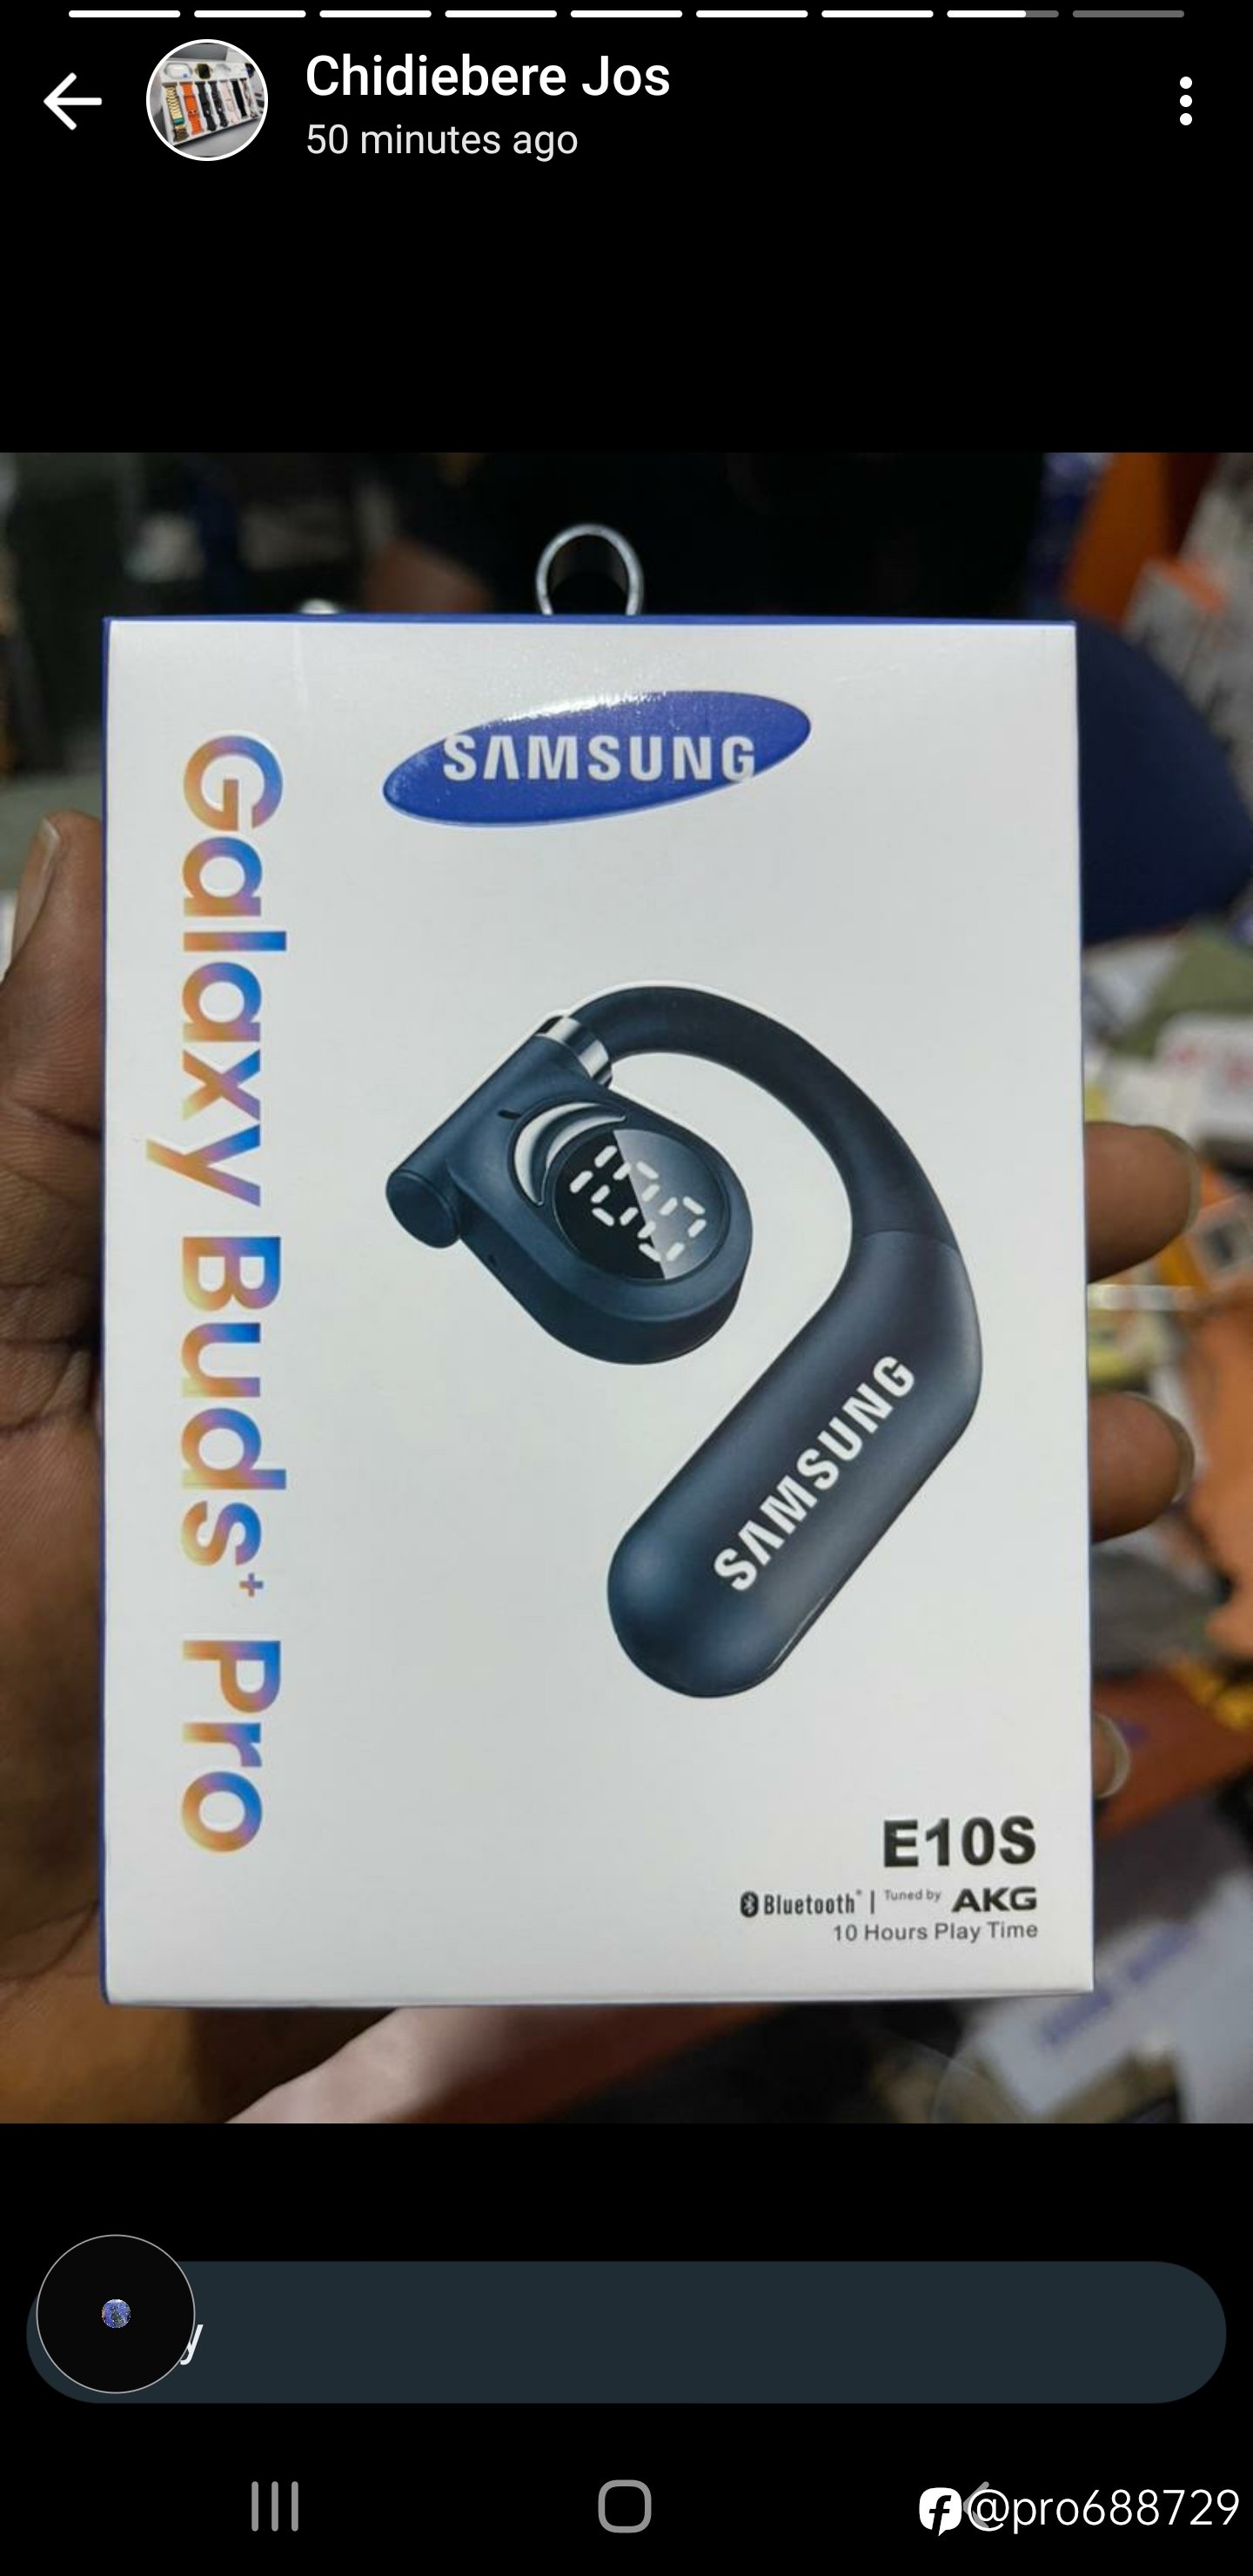 Chidiebere Jos
50 minutes ago
SAMSUNG
Galaxy Buds+ Pro
SAMSUNG
E10S
Bluetooth® | Tuned by AKG
10 Hours Play Time
y
@pro688729